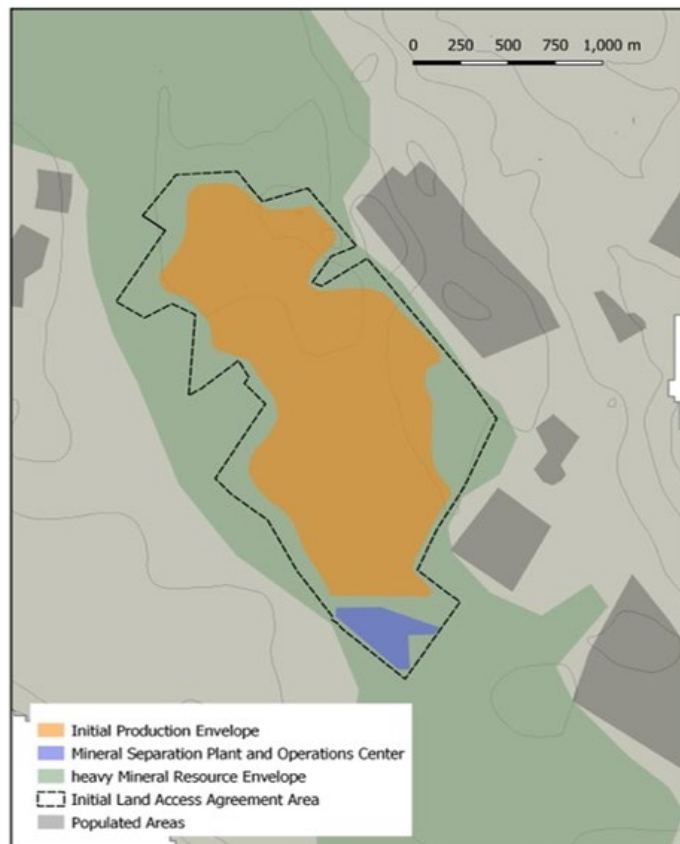 0 250 500 750 1,000 m
Initial Production Envelope
Mineral Separation Plant and Operations Center
heavy Mineral Resource Envelope
Initial Land Access Agreement Area
Populated Areas